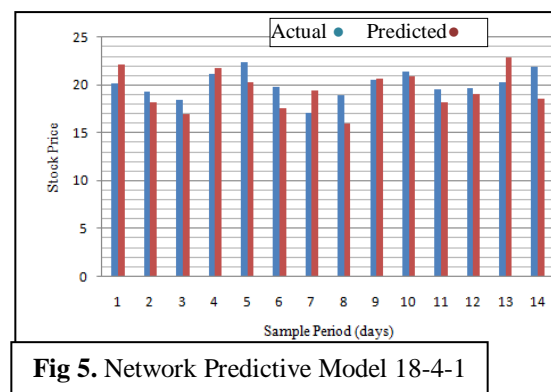 Actual Predicted
25
20
15
10
5
0
Stock Price
1 2 3 4 5 6 7 8 9 10 11 12 13 14
Sample Period (days)
Fig 5. Network Predictive Model 18-4-1